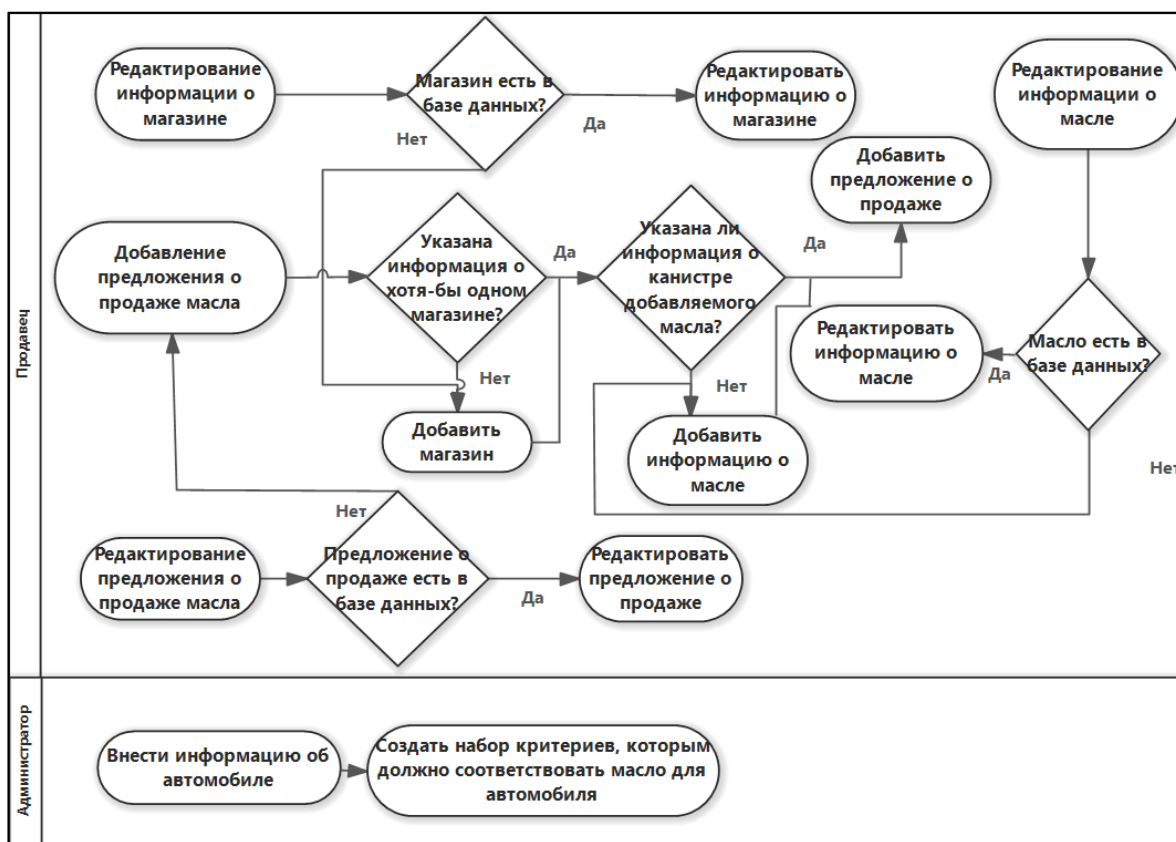 Продавец
Редактирование
информации о
магазине
Магазин есть в
базе данных?
Нет
Да
Редактировать
информацию о
магазине
Редактирование
информации о
масле
Добавить
предложение о
продаже
Добавление
предложения о
продаже масла
Указана
информация о
хотя-бы одном
магазине?
Да
Нет
Указана ли
информация о
канистре
добавляемого
масла?
Да
Нет
Редактировать
информацию о
масле
Да
Масло есть в
базе данных?
Нет
Добавить
магазин
Добавить
информацию о
масле
Нет
Редактирование
предложения о
продаже масла
Предложение о
продаже есть в
базе данных?
Да
Редактировать
предложение о
продаже
Администратор
Внести информацию об
автомобиле
Создать набор критериев, которым
должно соответствовать масло для
автомобиля